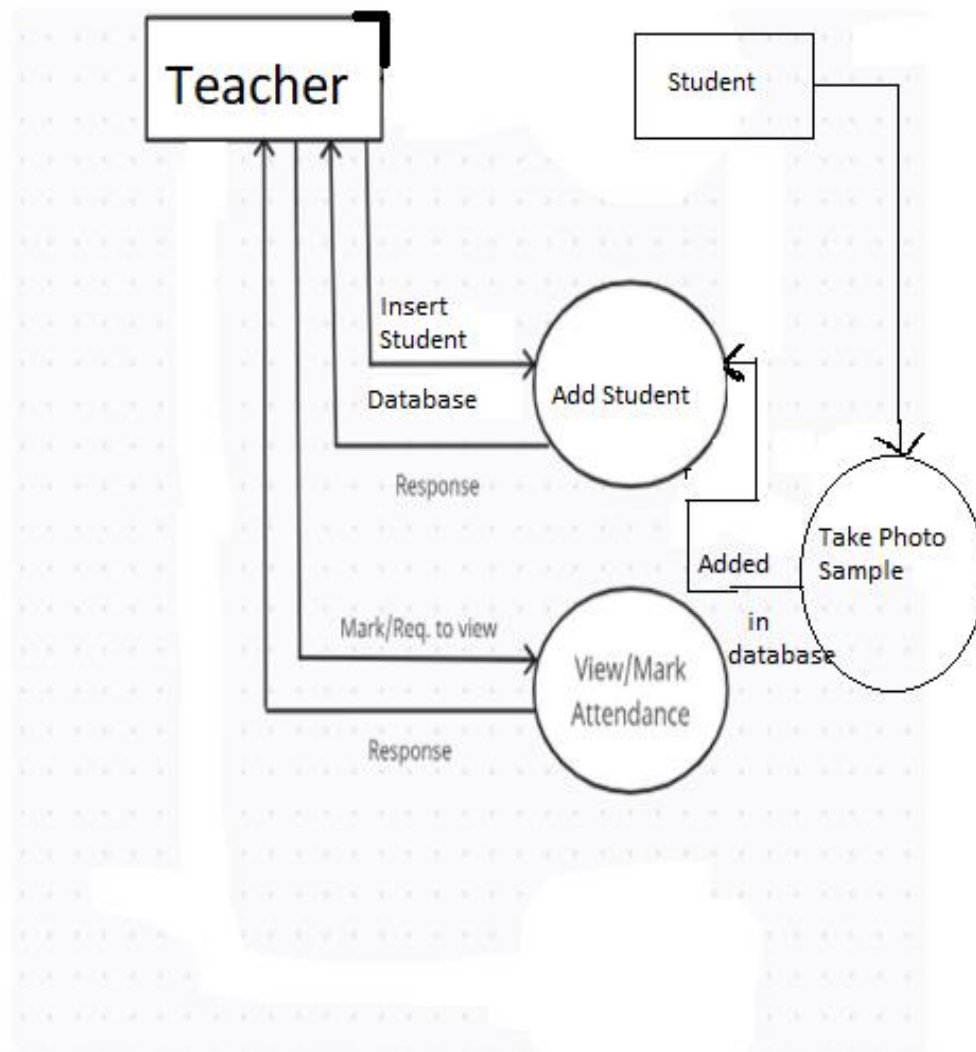 Teacher
Student
Insert
Student
Database
Add Student
Response
Take Photo
Sample
Added
in
database
Mark/Req. to view
View/Mark
Attendance
Response